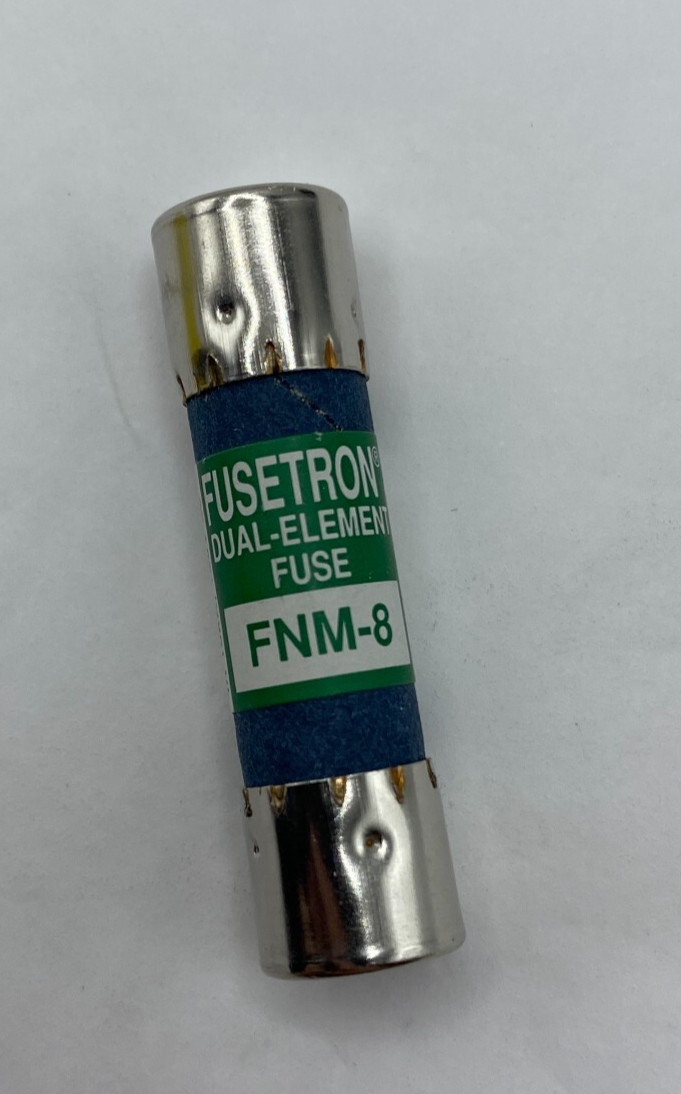 FUSETRON®
DUAL-ELEMENT
FUSE
FNM-8